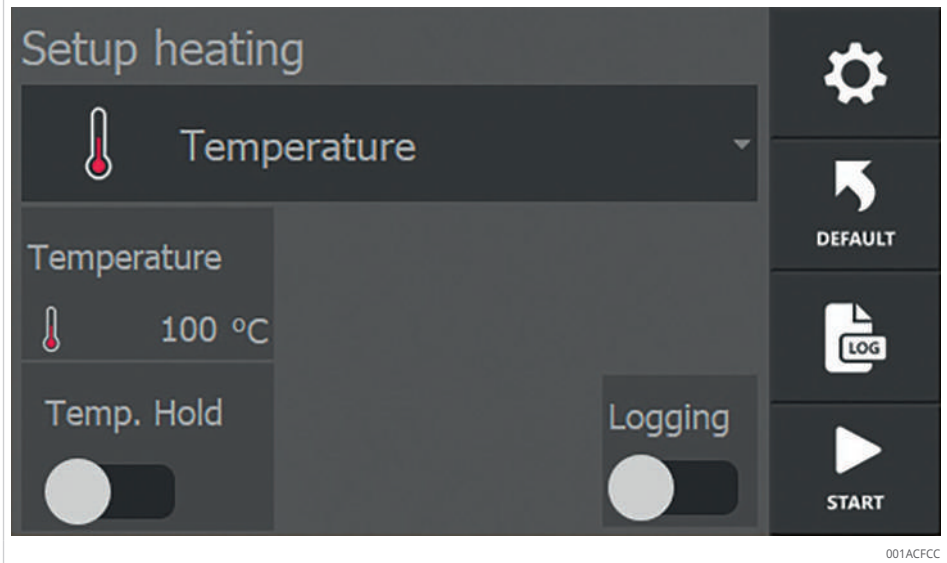 Setup heating
Temperature
DEFAULT
Temperature
100 °C
LOG
Temp. Hold
Logging
START
001ACFCC